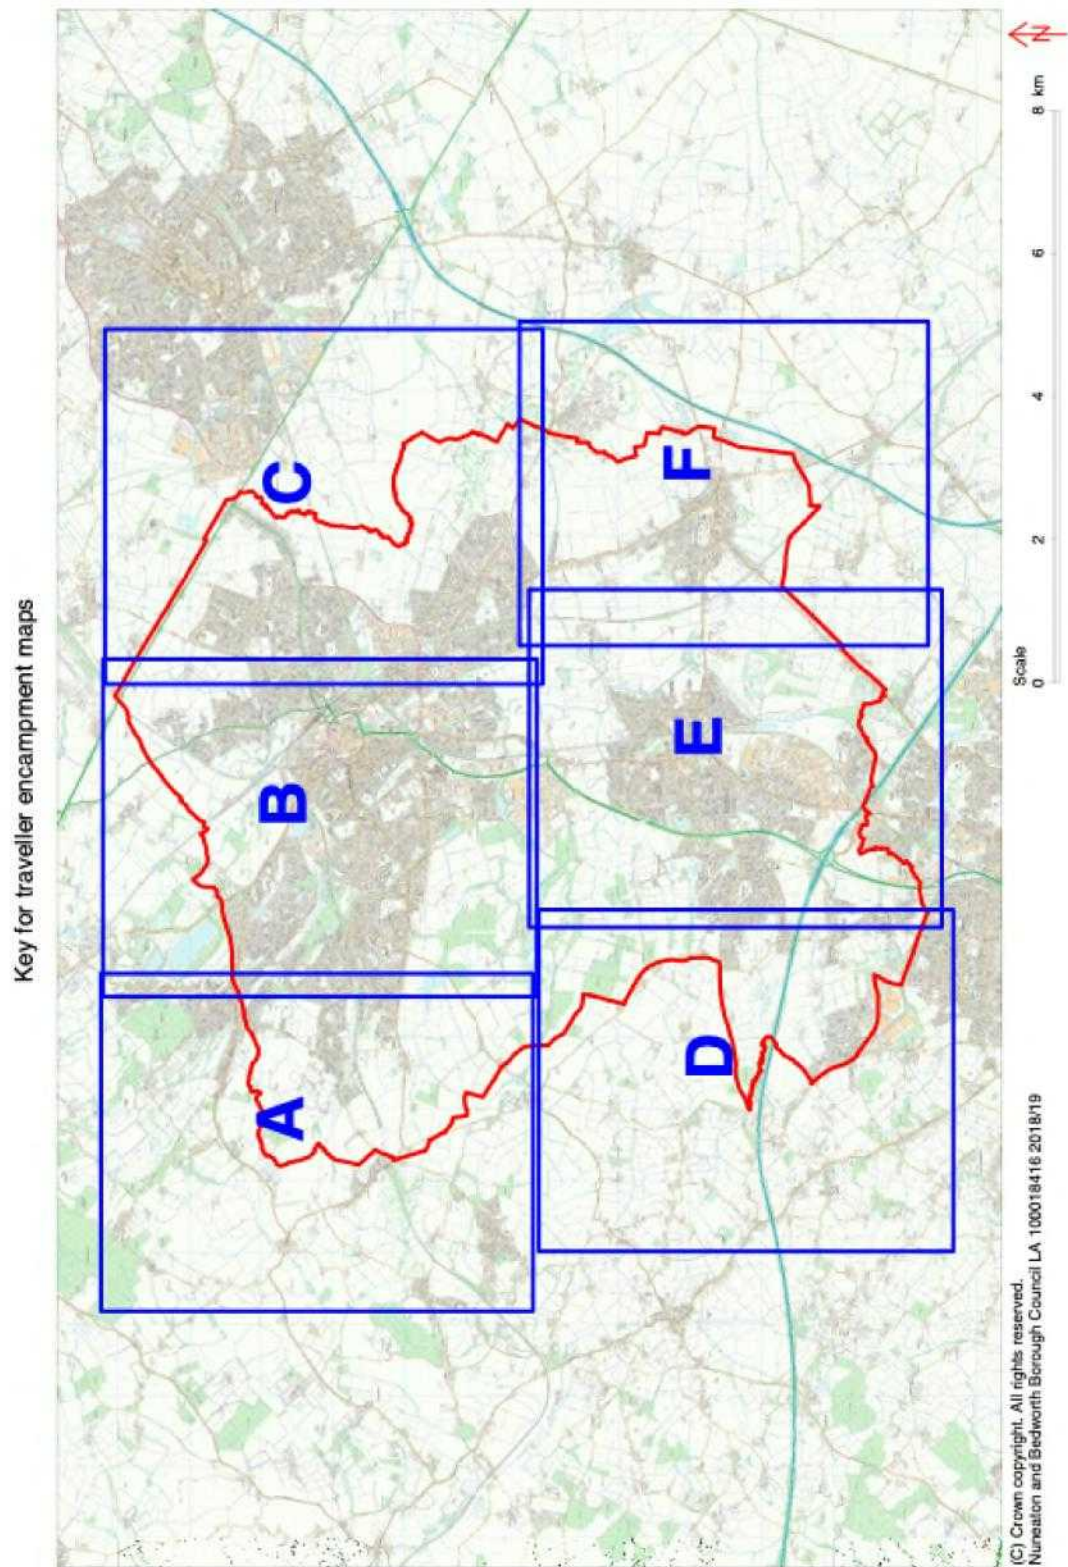 Key for traveller encampment maps
A
B
C
D
E
F
N
Scale
0 2 4 6 8 km
(C) Crown copyright. All rights reserved.
Nuneaton and Bedworth Borough Council LA 100018416 2018/19